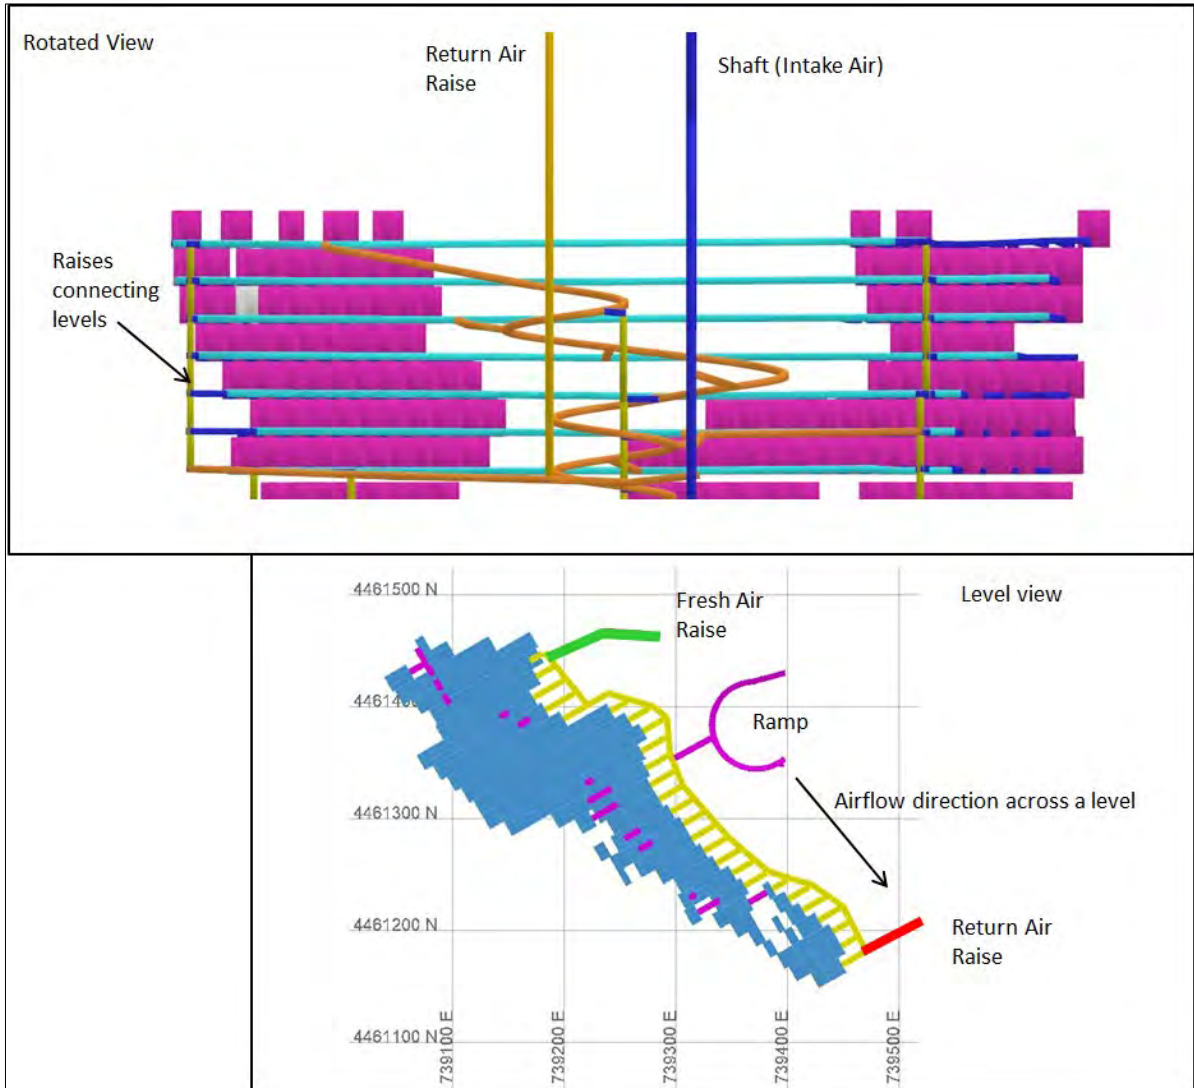 Rotated View
Return Air
Raise
Shaft (Intake Air)
Raises
connecting
levels
Level view
4461500 N
Fresh Air
Raise
Ramp
Airflow direction across a level
4461300 N
4461200 N
Return Air
Raise
4461100 N
739100 E
739200 E
739300 E
739400 E
739500 E